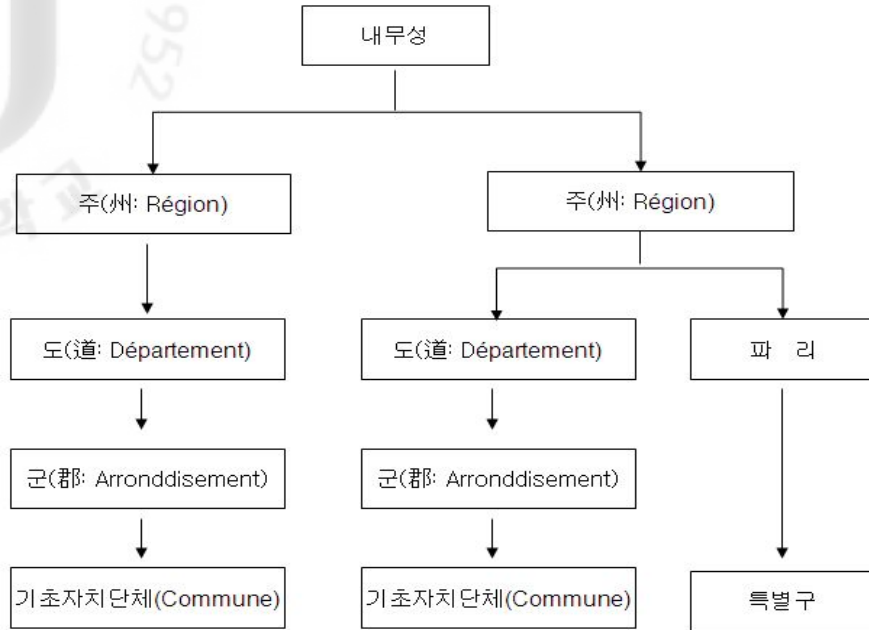 내무성
주(州: Région)
주(州: Région)
도(道: Département)
도(道: Département)
파 리
군(郡: Arronddisement)
군(郡: Arronddisement)
기초자치단체(Commune)
기초자치단체(Commune)
특별구
952